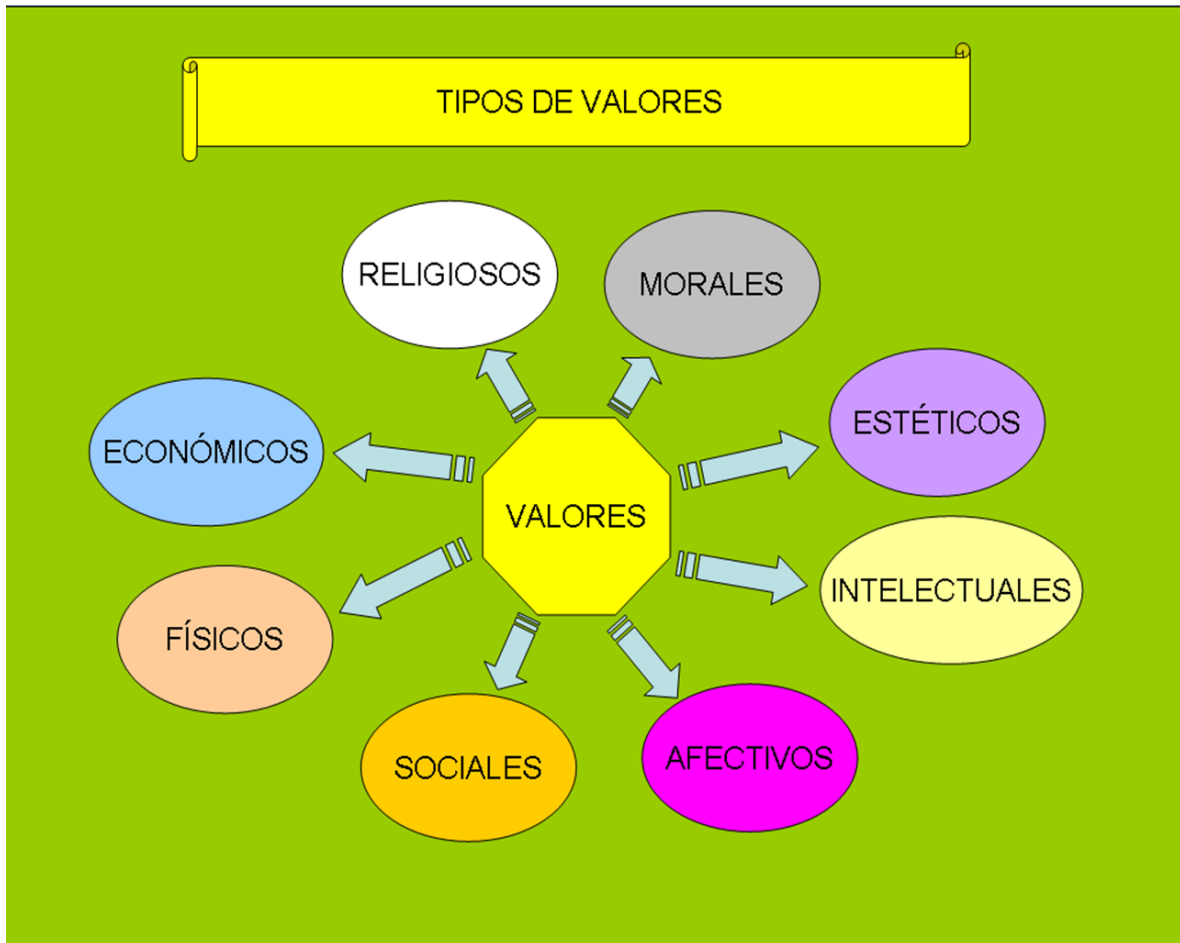 TIPOS DE VALORES
RELIGIOSOS
MORALES
ECONÓMICOS
ESTÉTICOS
VALORES
INTELECTUALES
FÍSICOS
SOCIALES
AFECTIVOS